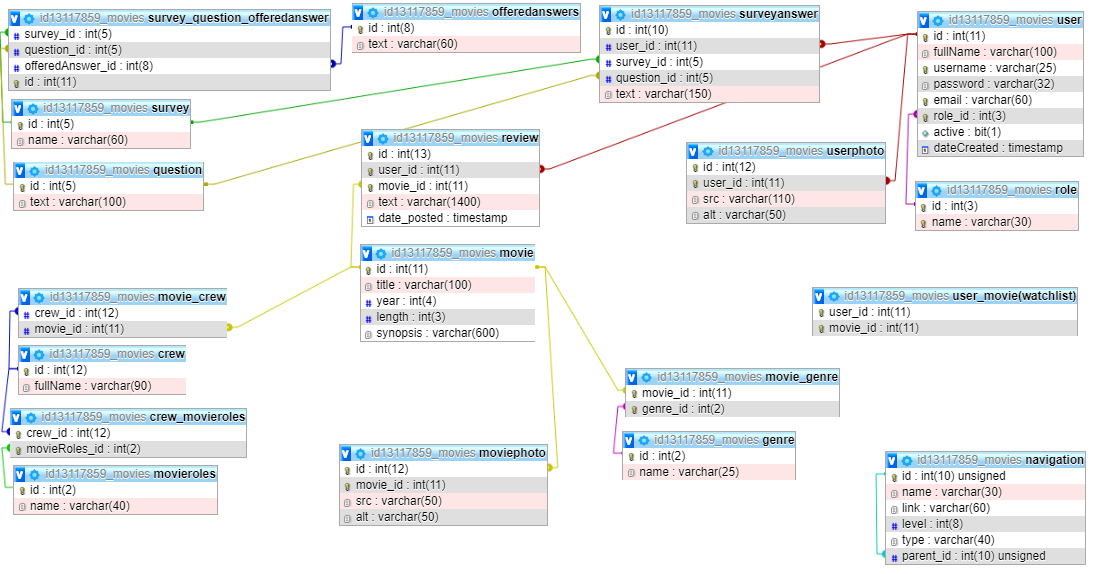 id13117859_movies survey_question_offeredanswer
survey_id : int(5)
question_id : int(5)
offeredAnswer_id : int(8)
id : int(11)
id13117859_movies offeredanswers
id : int(8)
text : varchar(60)
id13117859_movies surveyanswer
id : int(10)
user_id : int(11)
survey_id : int(5)
question_id : int(5)
text : varchar(150)
id13117859_movies user
id : int(11)
fullName : varchar(100)
username : varchar(25)
password : varchar(32)
email : varchar(60)
role_id : int(3)
active : bit(1)
dateCreated : timestamp
id13117859_movies survey
id : int(5)
name : varchar(60)
id13117859_movies review
id : int(13)
user_id : int(11)
movie_id : int(11)
text : varchar(1400)
date_posted : timestamp
id13117859_movies userphoto
id : int(12)
user_id : int(11)
src : varchar(110)
alt : varchar(50)
id13117859_movies question
id : int(5)
text : varchar(100)
id13117859_movies role
id : int(3)
name : varchar(30)
id13117859_movies movie
id : int(11)
title : varchar(100)
year : int(4)
length : int(3)
synopsis : varchar(600)
id13117859_movies movie_crew
crew_id : int(12)
movie_id : int(11)
id13117859_movies user_movie(watchlist)
user_id : int(11)
movie_id : int(11)
id13117859_movies crew
id : int(12)
fullName : varchar(90)
id13117859_movies movie_genre
movie_id : int(11)
genre_id : int(2)
id13117859_movies crew_movieroles
crew_id : int(12)
movieRoles_id : int(2)
id13117859_movies genre
id : int(2)
name : varchar(25)
id13117859_movies moviephoto
id : int(12)
movie_id : int(11)
src : varchar(50)
alt : varchar(50)
id13117859_movies navigation
id : int(10) unsigned
name : varchar(30)
link : varchar(60)
level : int(8)
type : varchar(40)
parent_id : int(10) unsigned
id13117859_movies movieroles
id : int(2)
name : varchar(40)